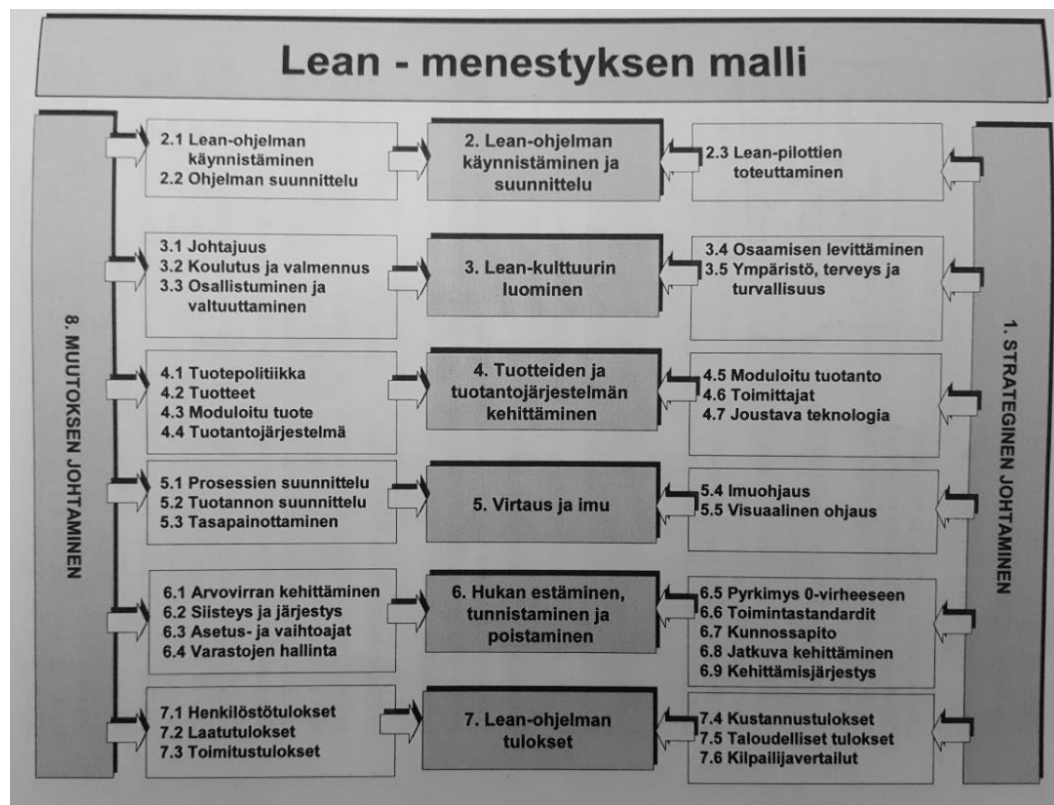 Lean - menestyksen malli
8. MUUTOKSEN JOHTAMINEN
2.1 Lean-ohjelman
käynnistäminen
2.2 Ohjelman suunnittelu
2. Lean-ohjelman
käynnistäminen ja
suunnittelu
2.3 Lean-pilottien
toteuttaminen
3.1 Johtajuus
3.2 Koulutus ja valmennus
3.3 Osallistuminen ja
valtuuttaminen
3. Lean-kulttuurin
luominen
3.4 Osaamisen levittäminen
3.5 Ympäristö, terveys ja
turvallisuus
4.1 Tuotepolitiikka
4.2 Tuotteet
4.3 Moduloitu tuote
4.4 Tuotantojärjestelmä
4. Tuotteiden ja
tuotantojärjestelmän
kehittäminen
4.5 Moduloitu tuotanto
4.6 Toimittajat
4.7 Joustava teknologia
5.1 Prosessien suunnittelu
5.2 Tuotannon suunnittelu
5.3 Tasapainottaminen
5. Virtaus ja imu
5.4 Imuohjaus
5.5 Visuaalinen ohjaus
6.1 Arvovirran kehittäminen
6.2 Siisteys ja järjestys
6.3 Asetus- ja vaihtoajat
6.4 Varastojen hallinta
6. Hukan estäminen,
tunnistaminen ja
poistaminen
6.5 Pyrkimys 0-virheeseen
6.6 Toimintastandardit
6.7 Kunnossapito
6.8 Jatkuva kehittäminen
6.9 Kehittämisjärjestys
7.1 Henkilöstötulokset
7.2 Laatutulokset
7.3 Toimitustulokset
7. Lean-ohjelman
tulokset
7.4 Kustannustulokset
7.5 Taloudelliset tulokset
7.6 Kilpailijavertailut
1. STRATEGINEN JOHTAMINEN